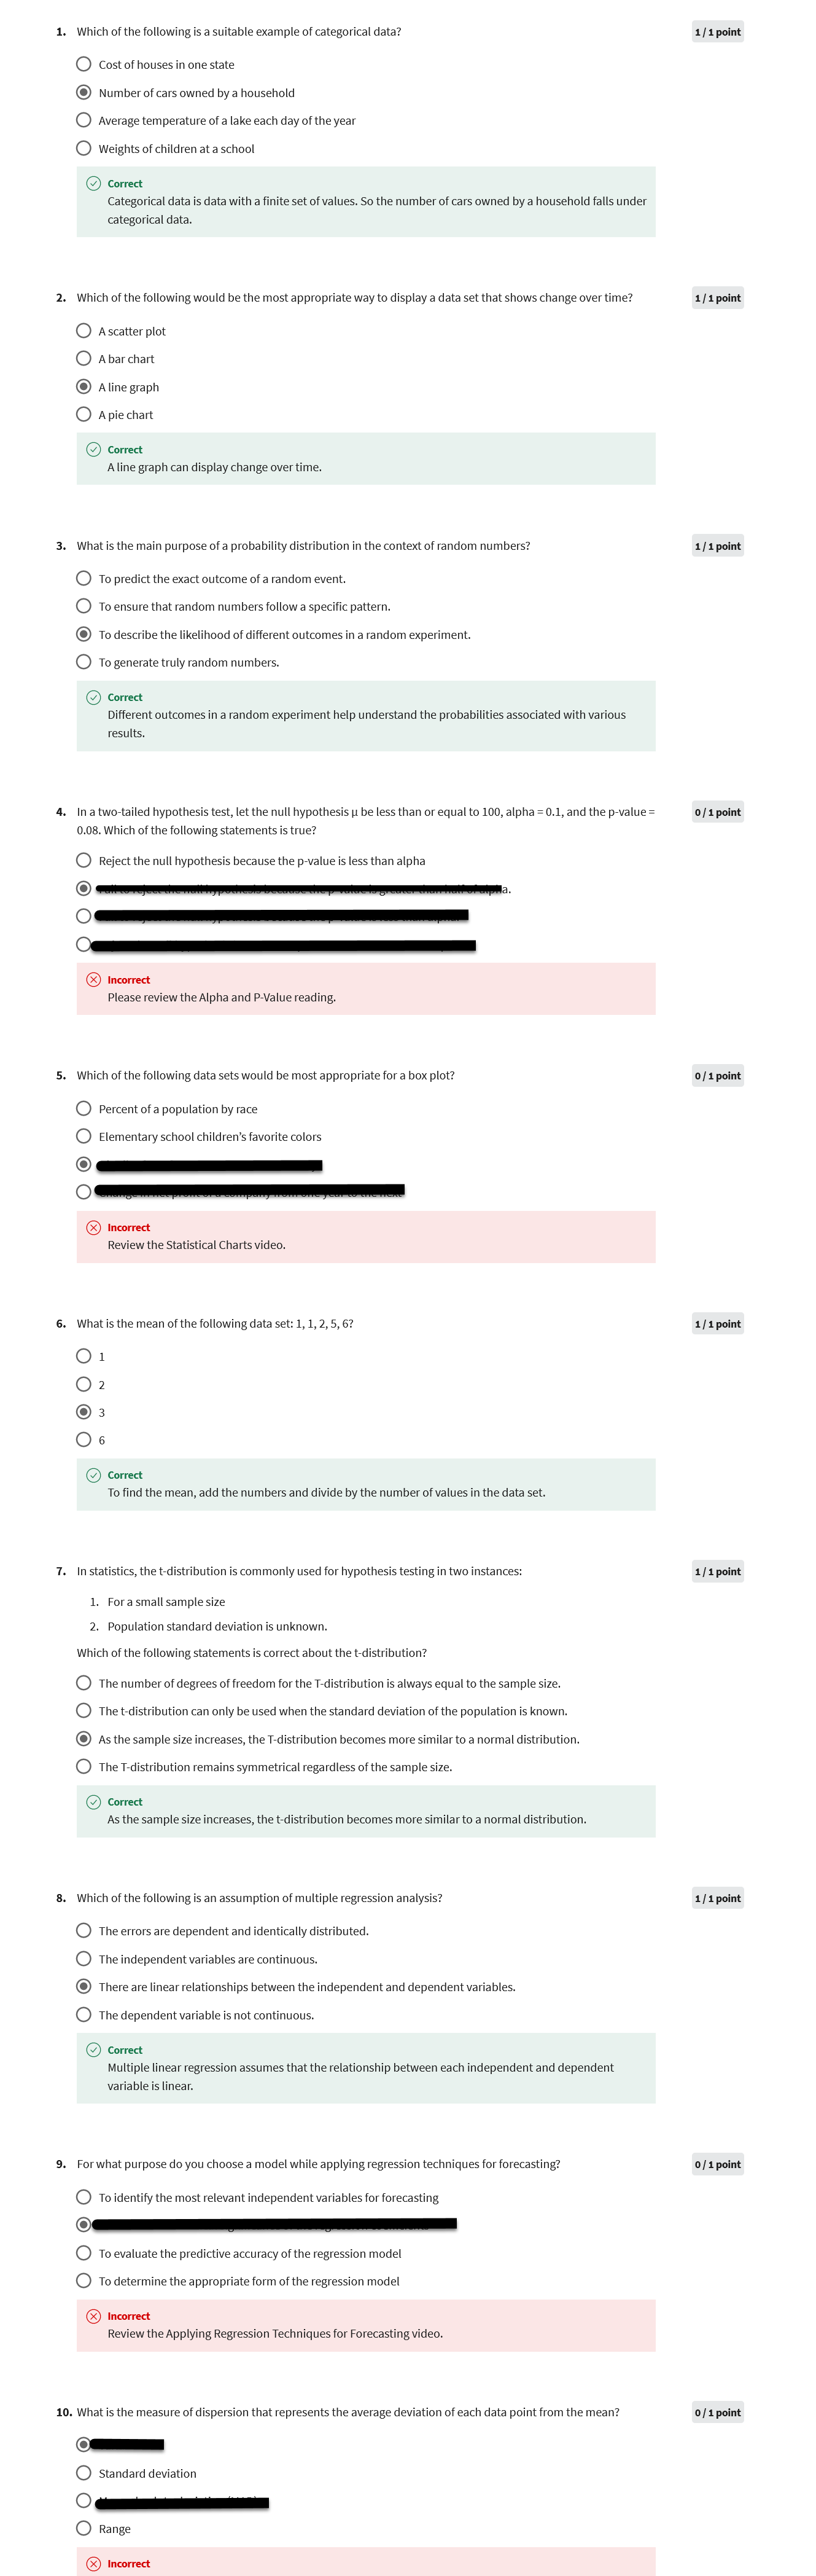 1. Which of the following is a suitable example of categorical data?
1 / 1 point
Cost of houses in one state
Number of cars owned by a household
Average temperature of a lake each day of the year
Weights of children at a school
Correct
Categorical data is data with a finite set of values. So the number of cars owned by a household falls under
categorical data.
2. Which of the following would be the most appropriate way to display a data set that shows change over time?
1 / 1 point
A scatter plot
A bar chart
A line graph
A pie chart
Correct
A line graph can display change over time.
3. What is the main purpose of a probability distribution in the context of random numbers?
1 / 1 point
To predict the exact outcome of a random event.
To ensure that random numbers follow a specific pattern.
To describe the likelihood of different outcomes in a random experiment.
To generate truly random numbers.
Correct
Different outcomes in a random experiment help understand the probabilities associated with various
results.
4. In a two-tailed hypothesis test, let the null hypothesis μ be less than or equal to 100, alpha = 0.1, and the p-value =
0 / 1 point
0.08. Which of the following statements is true?
Reject the null hypothesis because the p-value is less than alpha
Incorrect
Please review the Alpha and P-Value reading.
5. Which of the following data sets would be most appropriate for a box plot?
0 / 1 point
Percent of a population by race
Elementary school children's favorite colors
Incorrect
Review the Statistical Charts video.
6. What is the mean of the following data set: 1, 1, 2, 5, 6?
1 / 1 point
1
2
3
6
Correct
To find the mean, add the numbers and divide by the number of values in the data set.
7. In statistics, the t-distribution is commonly used for hypothesis testing in two instances:
1 / 1 point
1. For a small sample size
2. Population standard deviation is unknown.
Which of the following statements is correct about the t-distribution?
The number of degrees of freedom for the T-distribution is always equal to the sample size.
The t-distribution can only be used when the standard deviation of the population is known.
As the sample size increases, the T-distribution becomes more similar to a normal distribution.
The T-distribution remains symmetrical regardless of the sample size.
Correct
As the sample size increases, the t-distribution becomes more similar to a normal distribution.
8. Which of the following is an assumption of multiple regression analysis?
1 / 1 point
The errors are dependent and identically distributed.
The independent variables are continuous.
There are linear relationships between the independent and dependent variables.
The dependent variable is not continuous.
Correct
Multiple linear regression assumes that the relationship between each independent and dependent
variable is linear.
9. For what purpose do you choose a model while applying regression techniques for forecasting?
0 / 1 point
To identify the most relevant independent variables for forecasting
To evaluate the predictive accuracy of the regression model
To determine the appropriate form of the regression model
Incorrect
Review the Applying Regression Techniques for Forecasting video.
10. What is the measure of dispersion that represents the average deviation of each data point from the mean?
0 / 1 point
Standard deviation
Range
Incorrect